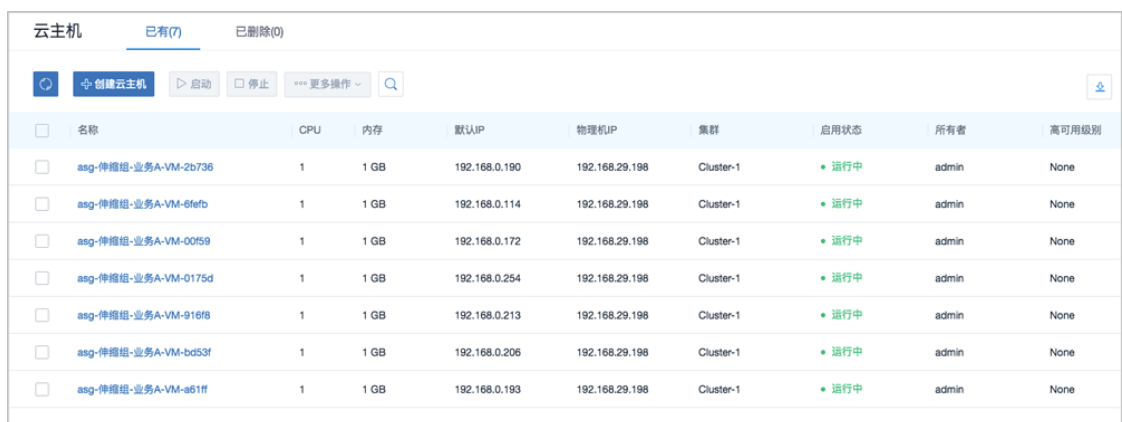 云主机 已有(7) 已删除(0)
创建云主机 启动 停止 更多操作
名称 CPU 内存 默认IP 物理机IP 集群 启用状态 所有者 高可用级别
asg-伸缩组-业务A-VM-2b736 1 1 GB 192.168.0.190 192.168.29.198 Cluster-1 运行中 admin None
asg-伸缩组-业务A-VM-6fefb 1 1 GB 192.168.0.114 192.168.29.198 Cluster-1 运行中 admin None
asg-伸缩组-业务A-VM-00f59 1 1 GB 192.168.0.172 192.168.29.198 Cluster-1 运行中 admin None
asg-伸缩组-业务A-VM-0175d 1 1 GB 192.168.0.254 192.168.29.198 Cluster-1 运行中 admin None
asg-伸缩组-业务A-VM-916f8 1 1 GB 192.168.0.213 192.168.29.198 Cluster-1 运行中 admin None
asg-伸缩组-业务A-VM-bd53f 1 1 GB 192.168.0.206 192.168.29.198 Cluster-1 运行中 admin None
asg-伸缩组-业务A-VM-a61ff 1 1 GB 192.168.0.193 192.168.29.198 Cluster-1 运行中 admin None